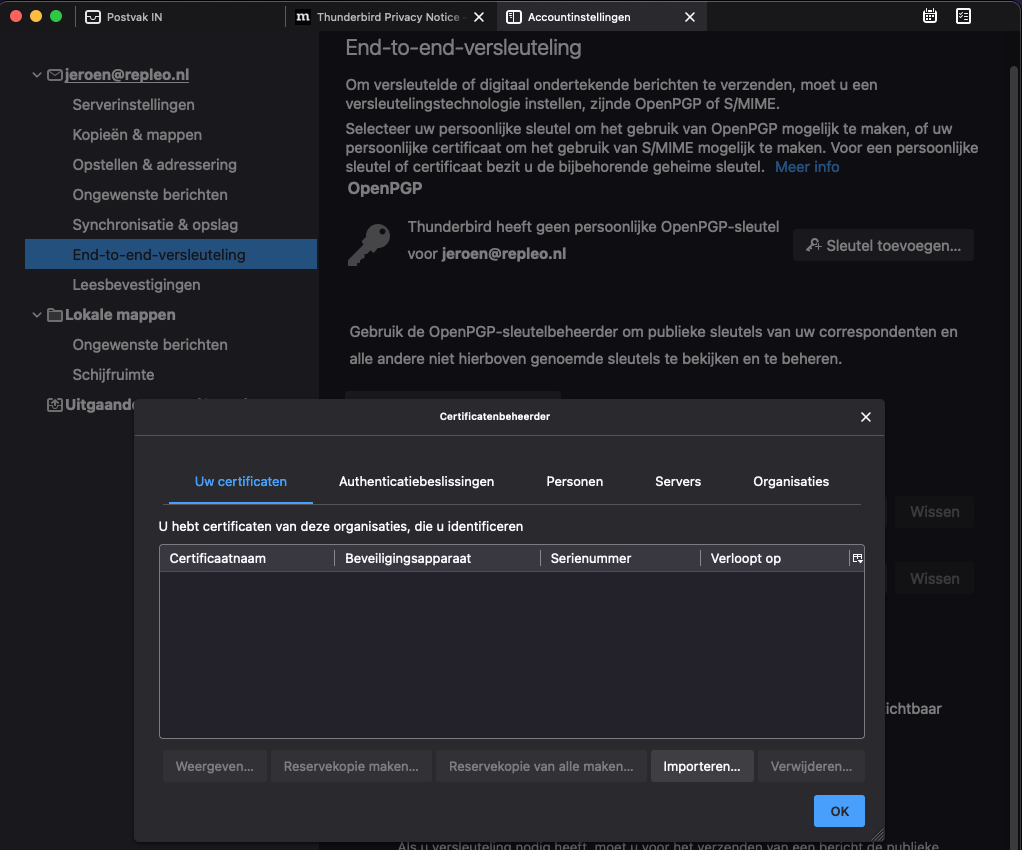 Postvak IN
m Thunderbird Privacy Notice
Accountinstellingen
jeroen@repleo.nl
Serverinstellingen
Kopieën & mappen
Opstellen & adressering
Ongewenste berichten
Synchronisatie & opslag
End-to-end-versleuteling
Leesbevestigingen
Lokale mappen
Ongewenste berichten
Schijfruimte
End-to-end-versleuteling
Om versleutelde of digitaal ondertekende berichten te verzenden, moet u een
versleutelingstechnologie instellen, zijnde OpenPGP of S/MIME.
Selecteer uw persoonlijke sleutel om het gebruik van OpenPGP mogelijk te maken, of uw
persoonlijke certificaat om het gebruik van S/MIME mogelijk te maken. Voor een persoonlijke
sleutel of certificaat bezit u de bijbehorende geheime sleutel. Meer info
OpenPGP
Thunderbird heeft geen persoonlijke OpenPGP-sleutel
voor jeroen@repleo.nl
Sleutel toevoegen...
Gebruik de OpenPGP-sleutelbeheerder om publieke sleutels van uw correspondenten en
alle andere niet hierboven genoemde sleutels te bekijken en te beheren.
Wissen
Wissen
ichtbaar
Certificatenbeheerder
Uw certificaten
Authenticatiebeslissingen
Personen
Servers
Organisaties
U hebt certificaten van deze organisaties, die u identificeren
Certificaatnaam
Beveiligingsapparaat
Serienummer
Verloopt op
Weergeven...
Reservekopie maken...
Reservekopie van alle maken...
Importeren...
Verwijderen...
OK
Als u versleuteling nodig heeft, moet u voor het verzenden van een bericht de publieke